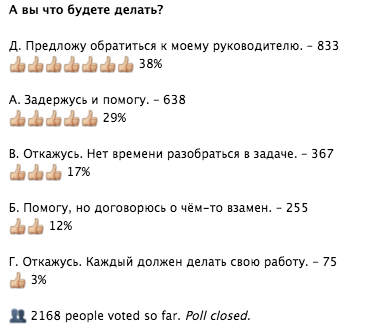 А вы что будете делать?
Д. Предложу обратиться к моему руководителю. – 833
👍👍👍👍👍👍👍 38%
А. Задержусь и помогу. – 638
👍👍👍👍👍 29%
В. Откажусь. Нет времени разобраться в задаче. – 367
👍👍👍 17%
Б. Помогу, но договорюсь о чём-то взамен. – 255
👍👍 12%
Г. Откажусь. Каждый должен делать свою работу. – 75
👍 3%
👥 2168 people voted so far. Poll closed.